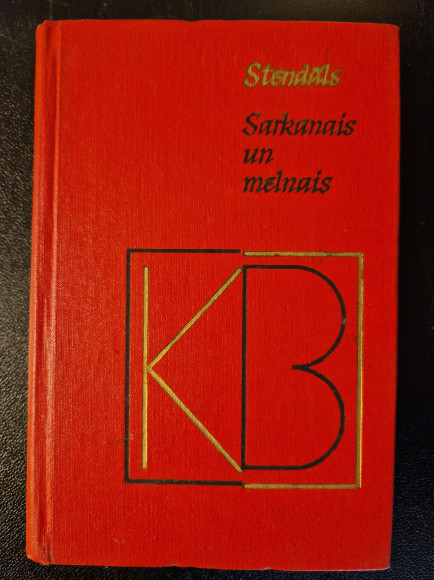 Stendāls
Sarkanais
un
melnais
KB